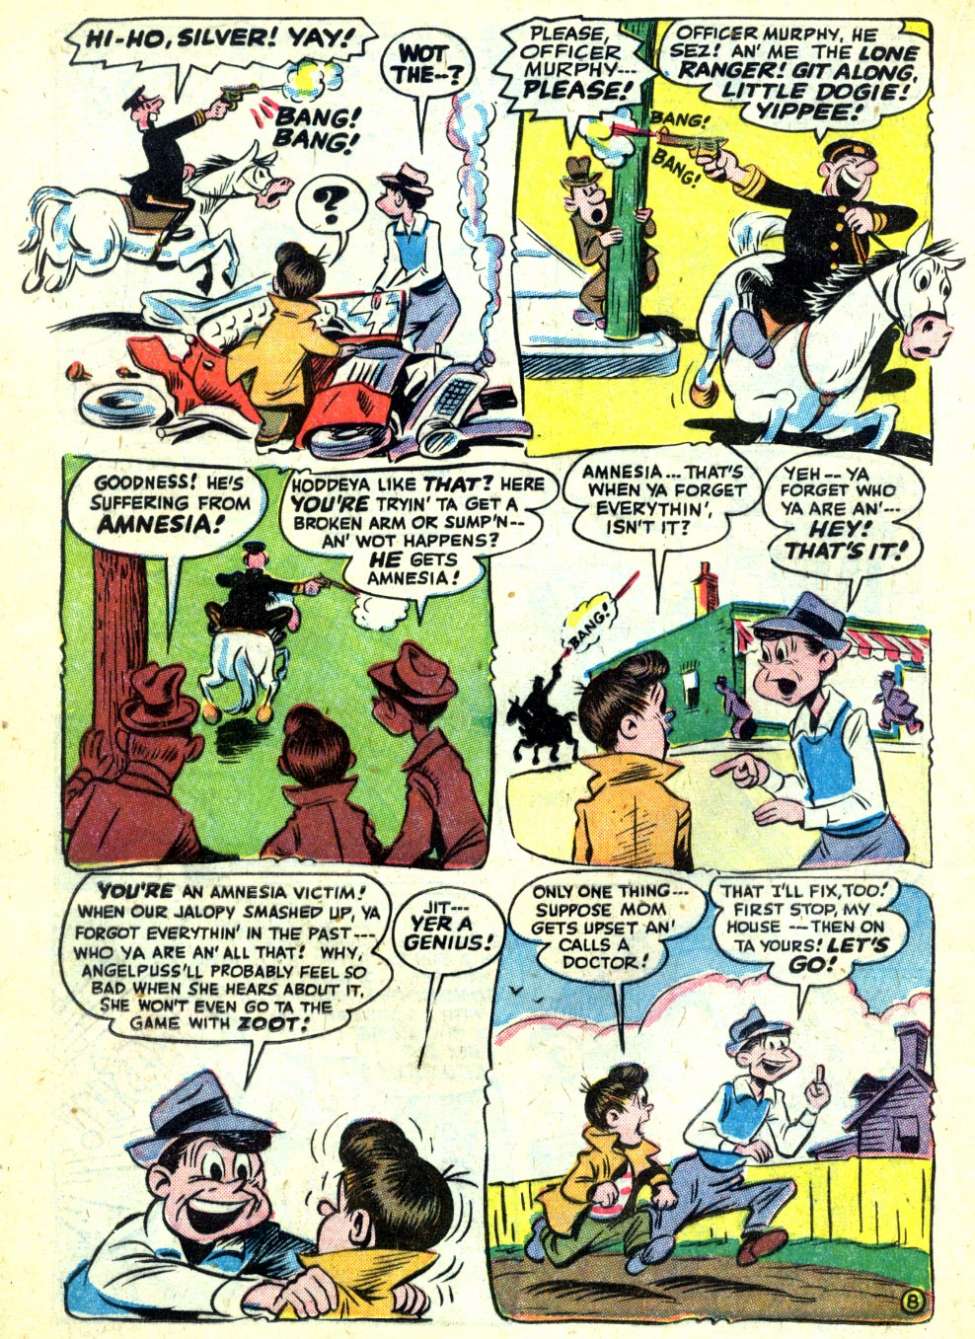 HI-HO, SILVER! YAY!
BANG!
BANG!
WOT
THE--?
?
PLEASE,
OFFICER
MURPHY---
PLEASE!
OFFICER MURPHY, HE
SEZ! AN' ME THE LONE
RANGER! GIT ALONG,
LITTLE DOGIE!
YIPPEE!
BANG!
BANG!
GOODNESS! HE'S
SUFFERING FROM
AMNESIA!
HODDEYA LIKE THAT? HERE
YOU'RE TRYIN' TA GET A
BROKEN ARM OR SUMP'N--
AN' WOT HAPPENS?
HE GETS
AMNESIA!
AMNESIA... THAT'S
WHEN YA FORGET
EVERYTHIN',
ISN'T IT?
YEH-- YA
FORGET WHO
YA ARE AN'---
HEY!
THAT'S IT!
BANG!
YOU'RE AN AMNESIA VICTIM!
WHEN OUR JALOPY SMASHED UP, YA
FORGOT EVERYTHIN' IN THE PAST---
WHO YA ARE AN' ALL THAT! WHY,
ANGELPUSS'LL PROBABLY FEEL SO
BAD WHEN SHE HEARS ABOUT IT,
SHE WON'T EVEN GO TA THE
GAME WITH ZOOT!
JIT---
YER A
GENIUS!
ONLY ONE THING---
SUPPOSE MOM
GETS UPSET AN'
CALLS A
DOCTOR!
THAT I'LL FIX, TOO!
FIRST STOP, MY
HOUSE -- THEN ON
TA YOURS! LET'S
GO!
8